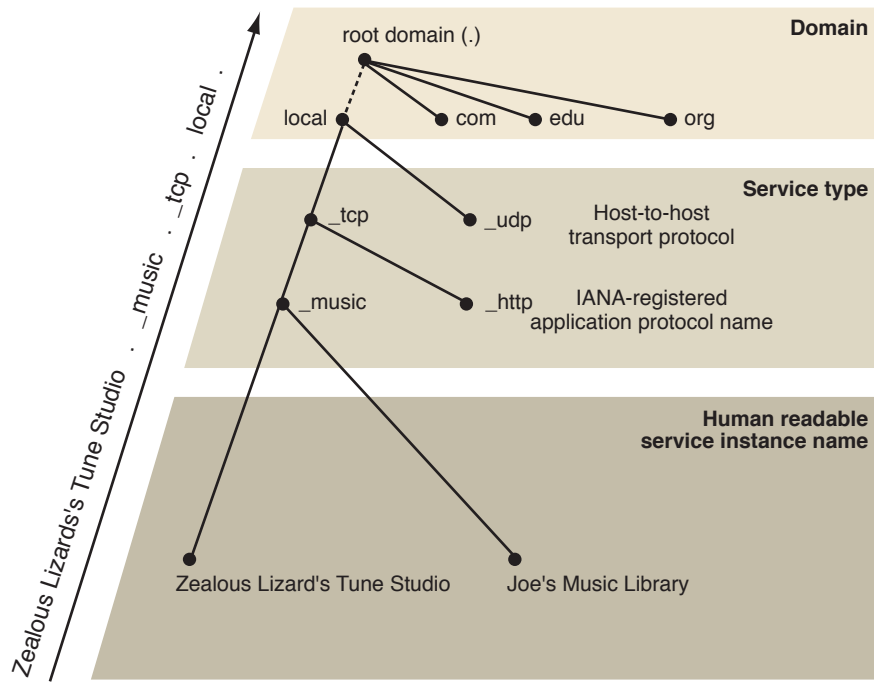 root domain (.)
Domain
local
com
edu
org
Service type
_tcp
_udp
Host-to-host
transport protocol
_music
_http
IANA-registered
application protocol name
Human readable
service instance name
Zealous Lizard's Tune Studio
Joe's Music Library
Zealous Lizards's Tune Studio . _music . _tcp . local .